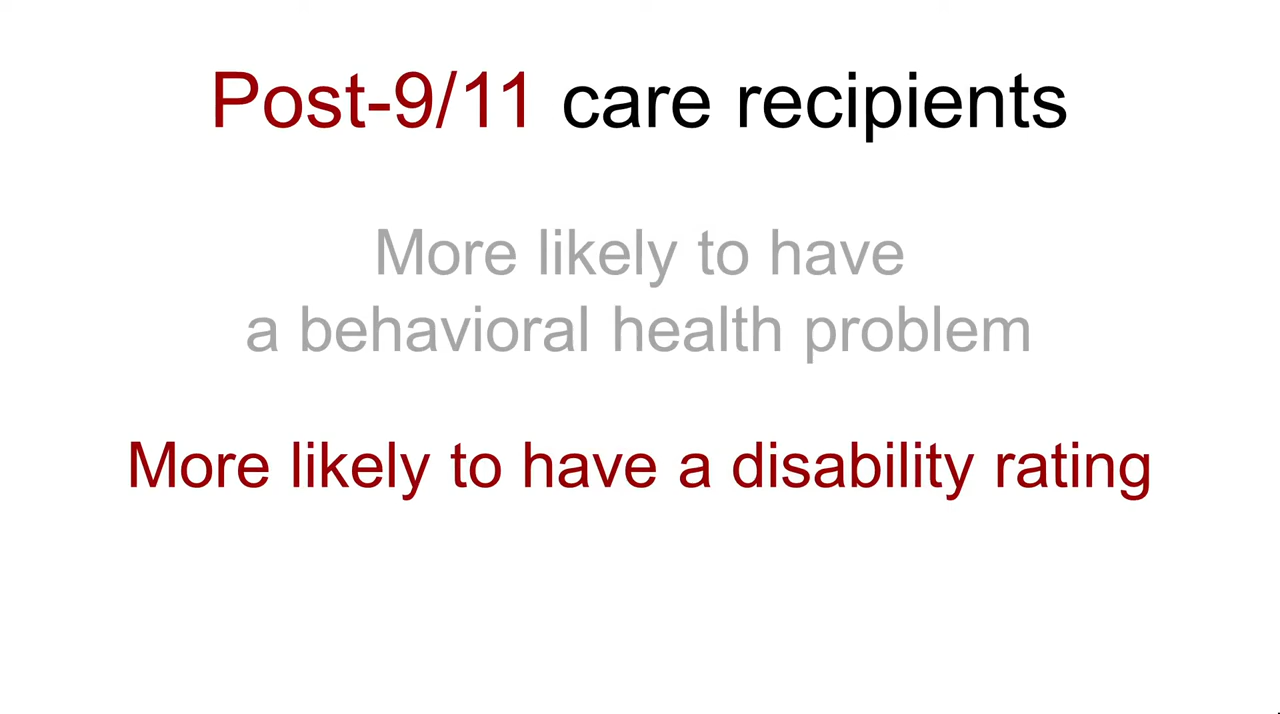 Post-9/11 care recipients
More likely to have
a behavioral health problem
More likely to have a disability rating